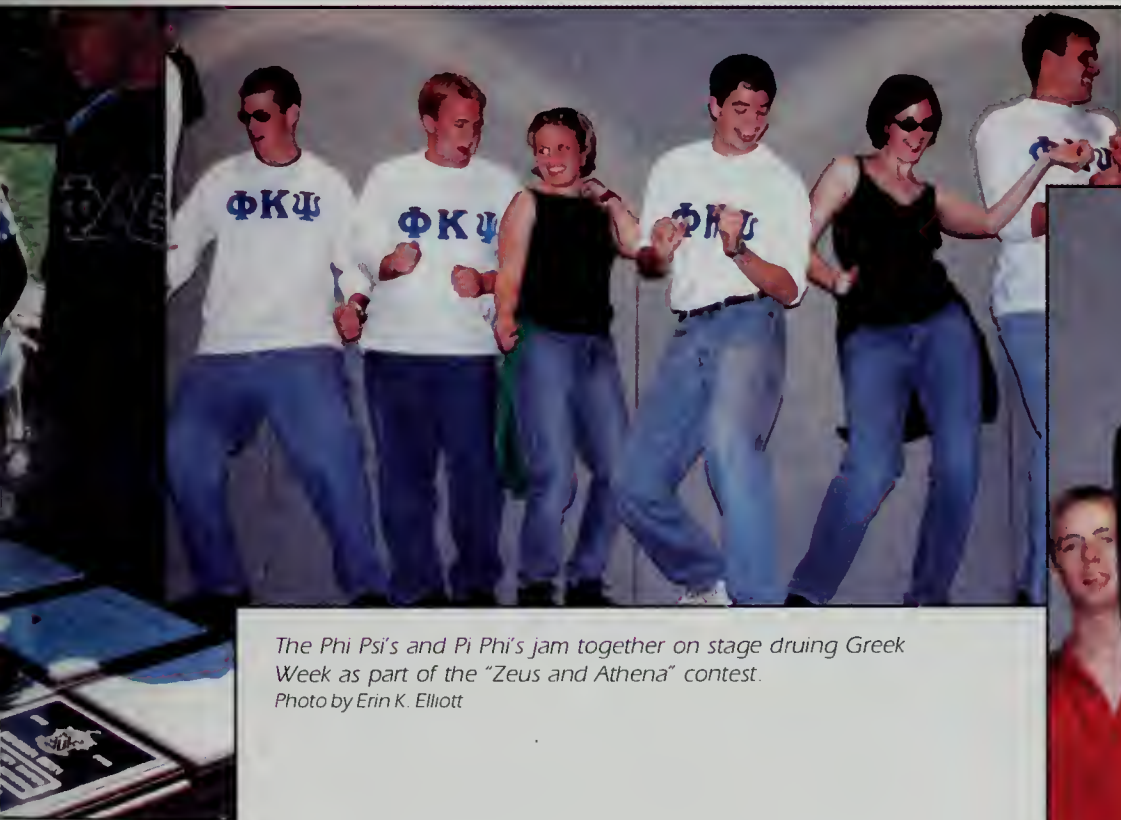 ΦΚΨ
ΦΚΨ
The Phi Psi's and Pi Phi's jam together on stage druing Greek
Week as part of the "Zeus and Athena" contest.
Photo by Erin K. Elliott